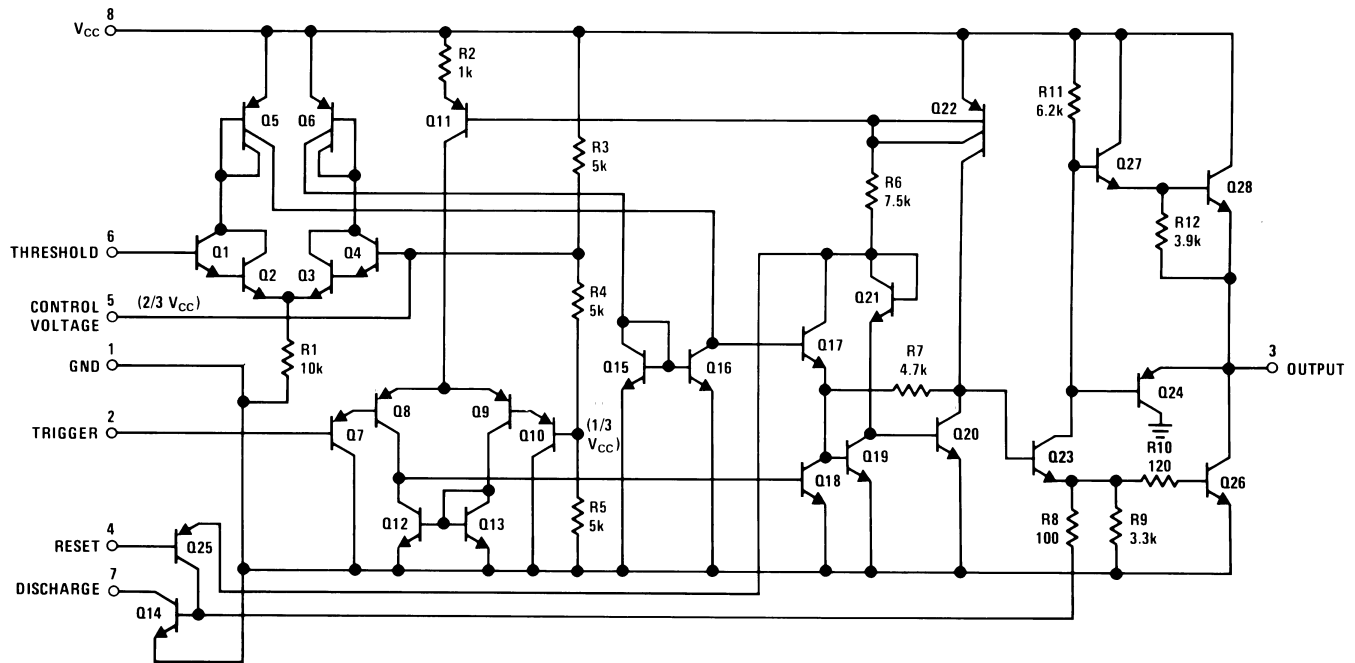 8
VCC
R2
1k
Q5
Q6
Q11
Q22
R11
6.2k
R3
5k
Q27
R6
7.5k
Q28
R12
3.9k
6
THRESHOLD
Q1
Q2
Q3
Q4
CONTROL VOLTAGE
5
(2/3 VCC)
R4
5k
Q21
1
GND
R1
10k
Q15
Q16
Q17
R7
4.7k
3
OUTPUT
Q24
2
TRIGGER
Q7
Q8
Q9
Q10
(1/3 VCC)
Q18
Q19
Q20
Q23
R10
120
Q26
4
RESET
Q25
Q12
Q13
R5
5k
R8
100
R9
3.3k
7
DISCHARGE
Q14